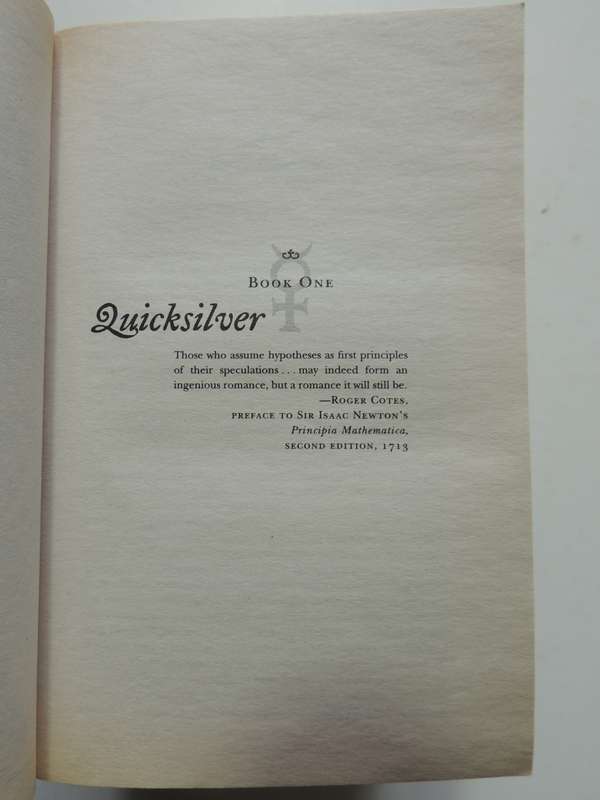 Book One
Quicksilver
Those who assume hypotheses as first principles
of their speculations . . . may indeed form an
ingenious romance, but a romance it will still be.
—Roger Cotes,
preface to Sir Isaac Newton's
Principia Mathematica,
second edition, 1713